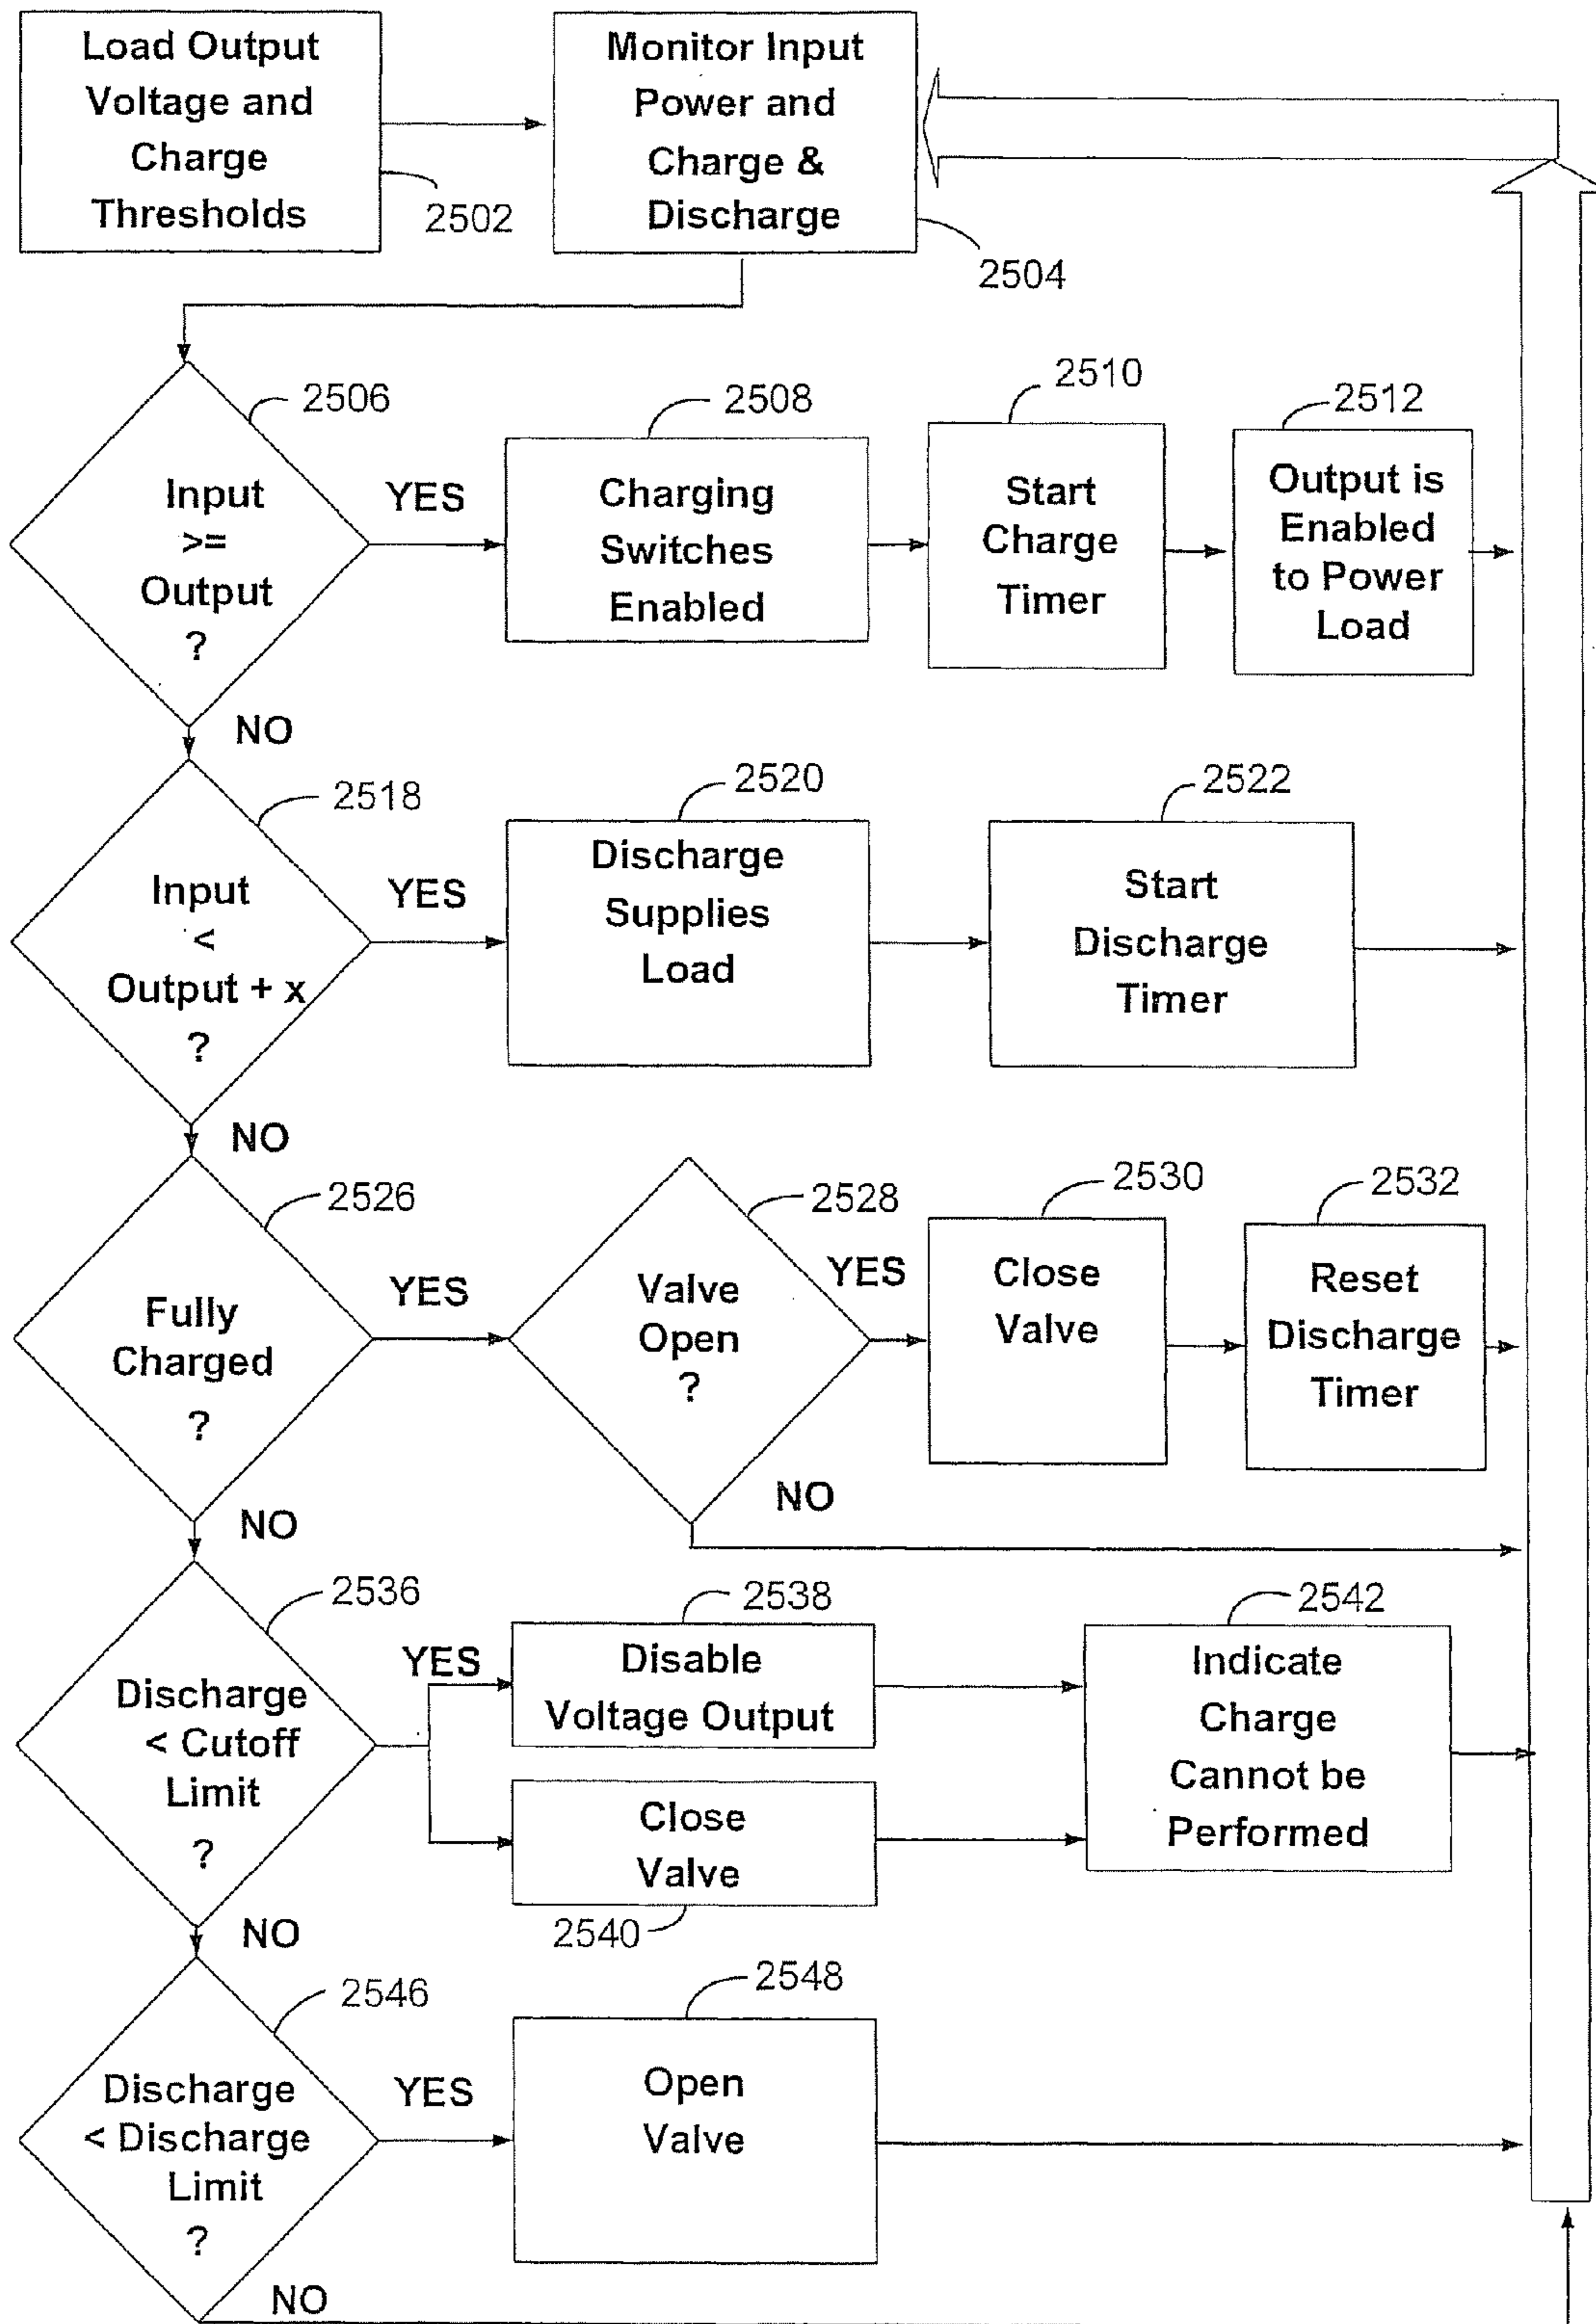 Load Output
Voltage and
Charge
Thresholds
2502
Monitor Input
Power and
Charge &
Discharge
2504
2506
Input
>=
Output
?
YES
2508
Charging
Switches
Enabled
2510
Start
Charge
Timer
2512
Output is
Enabled
to Power
Load
NO
2518
Input
<
Output + x
?
YES
2520
Discharge
Supplies
Load
2522
Start
Discharge
Timer
NO
2526
Fully
Charged
?
YES
2528
Valve
Open
?
YES
2530
Close
Valve
2532
Reset
Discharge
Timer
NO
NO
2536
Discharge
< Cutoff
Limit
?
YES
2538
Disable
Voltage Output
Close
Valve
2540
2542
Indicate
Charge
Cannot be
Performed
NO
2546
Discharge
< Discharge
Limit
?
YES
2548
Open
Valve
NO